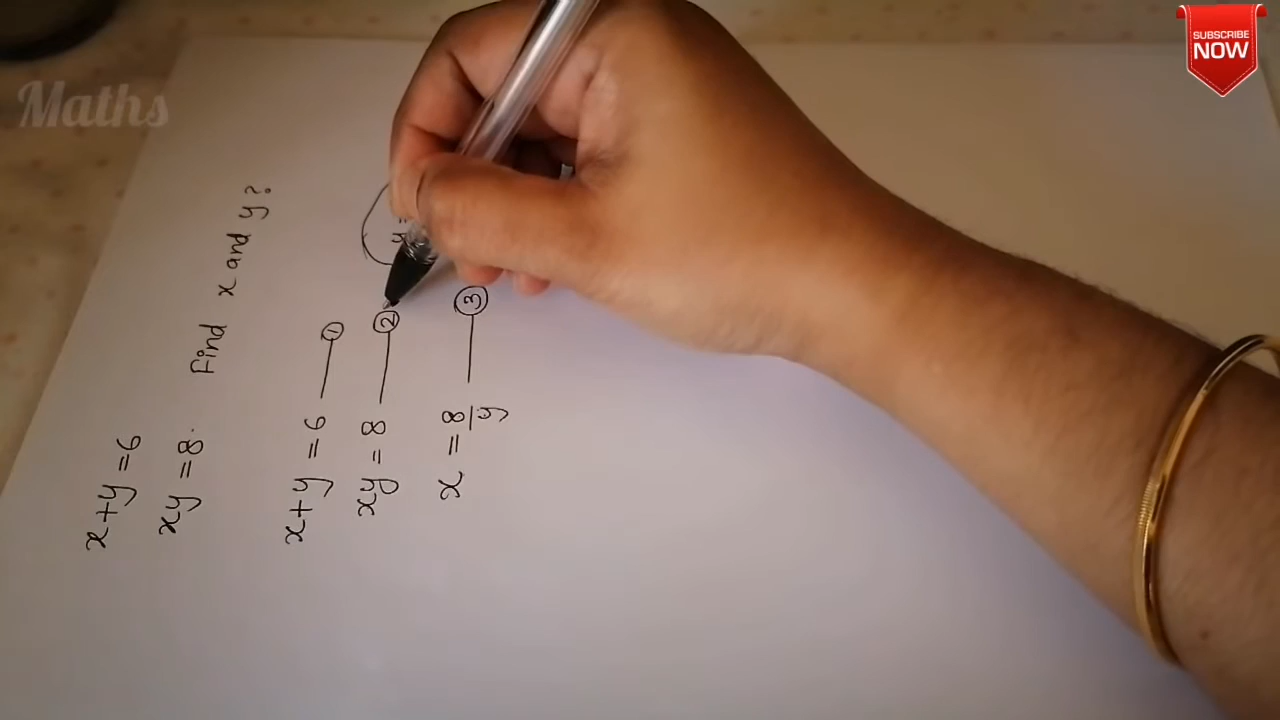 Maths
SUBSCRIBE
NOW
x+y=6
xy=8. Find x and y?
x+y=6 — ①
xy=8 — ②
x = 8/y — ③